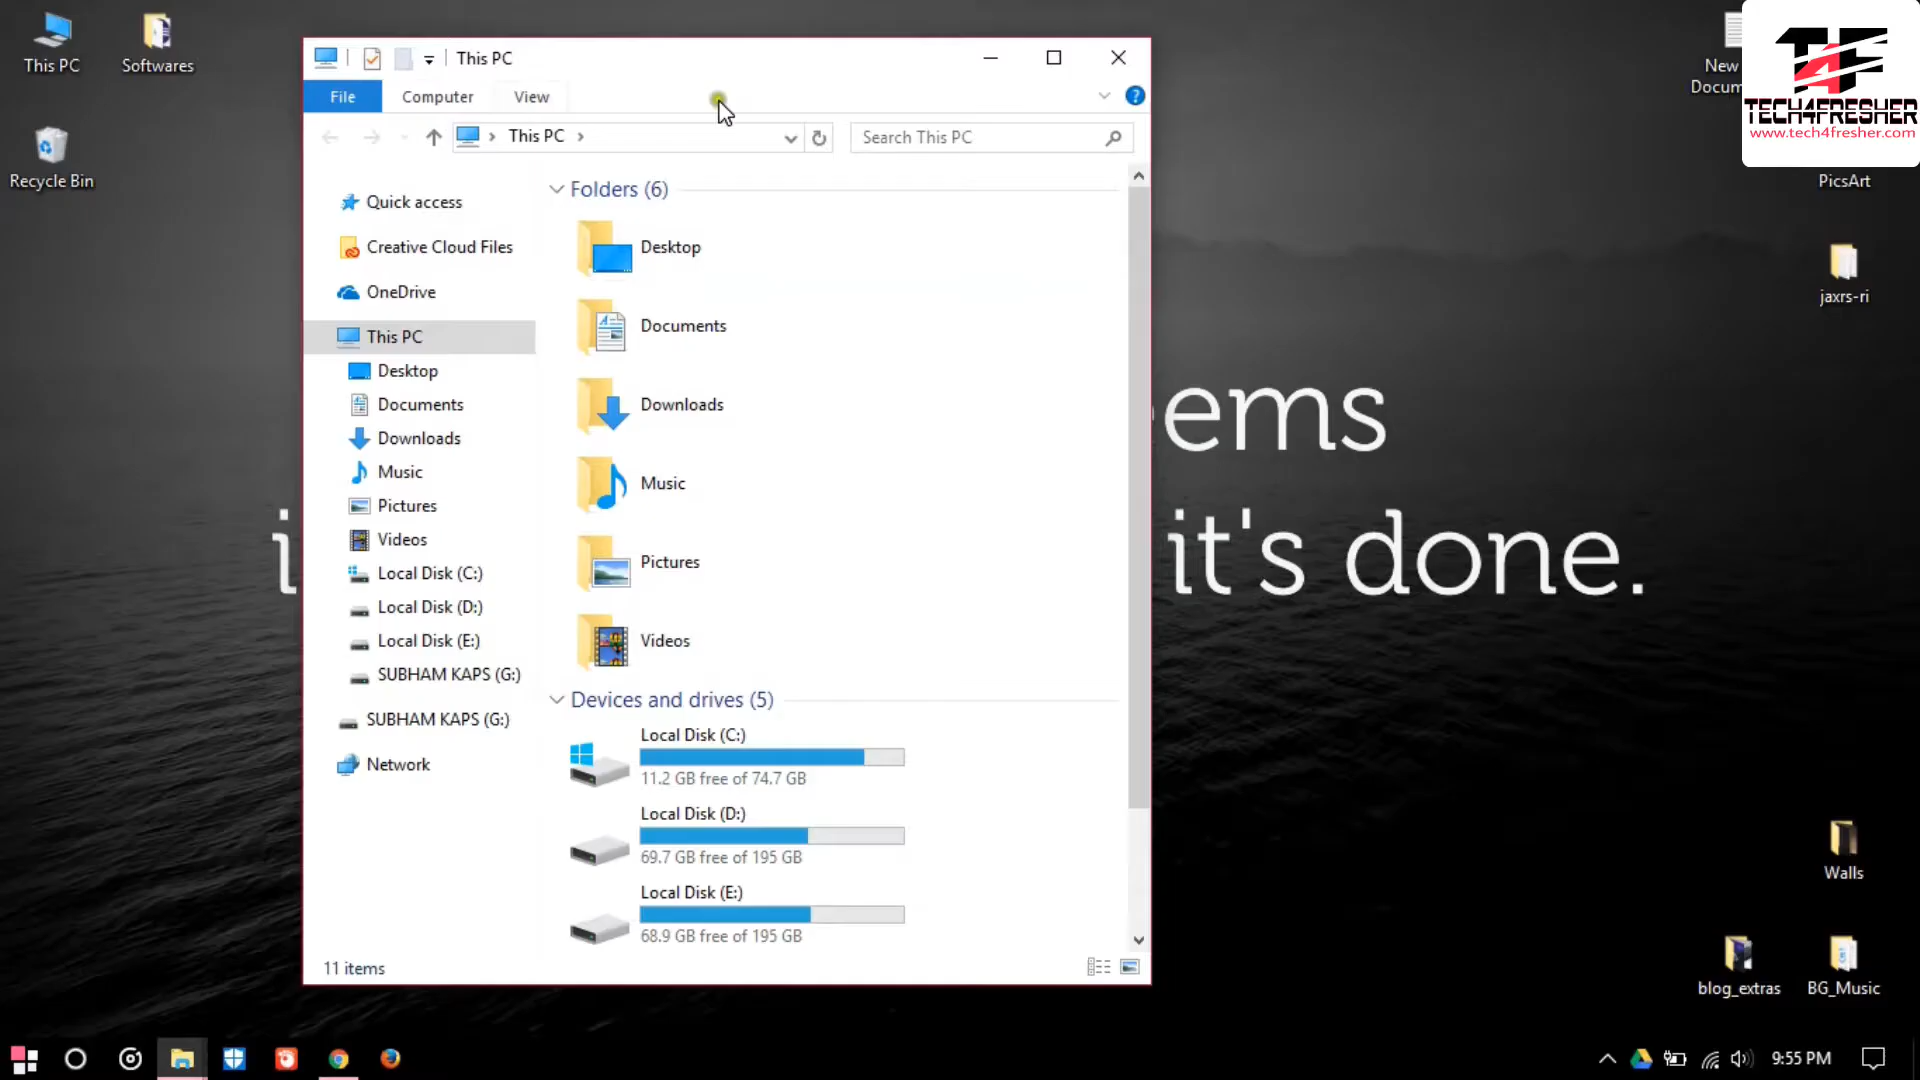 This PC
Softwares
Recycle Bin
This PC
File
Computer
View
This PC
Search This PC
Quick access
Creative Cloud Files
OneDrive
This PC
Desktop
Documents
Downloads
Music
Pictures
Videos
Local Disk (C:)
Local Disk (D:)
Local Disk (E:)
SUBHAM KAPS (G:)
SUBHAM KAPS (G:)
Network
Folders (6)
Desktop
Documents
Downloads
Music
Pictures
Videos
Devices and drives (5)
Local Disk (C:)
11.2 GB free of 74.7 GB
Local Disk (D:)
69.7 GB free of 195 GB
Local Disk (E:)
68.9 GB free of 195 GB
11 items
ems
i
it's done.
New
Docum
T4F
TECH4FRESHER
www.tech4fresher.com
PicsArt
jaxrs-ri
Walls
blog_extras
BG_Music
9:55 PM